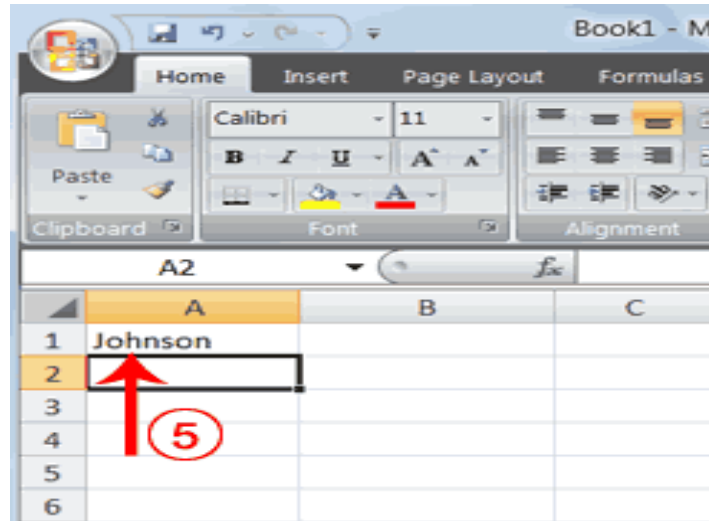 Book1 - M
Home Insert Page Layout Formulas
Calibri 11
B I U A A
Paste A
Clipboard Font Alignment
A2 fx
A B C
1 Johnson
2
3
4 5
5
6